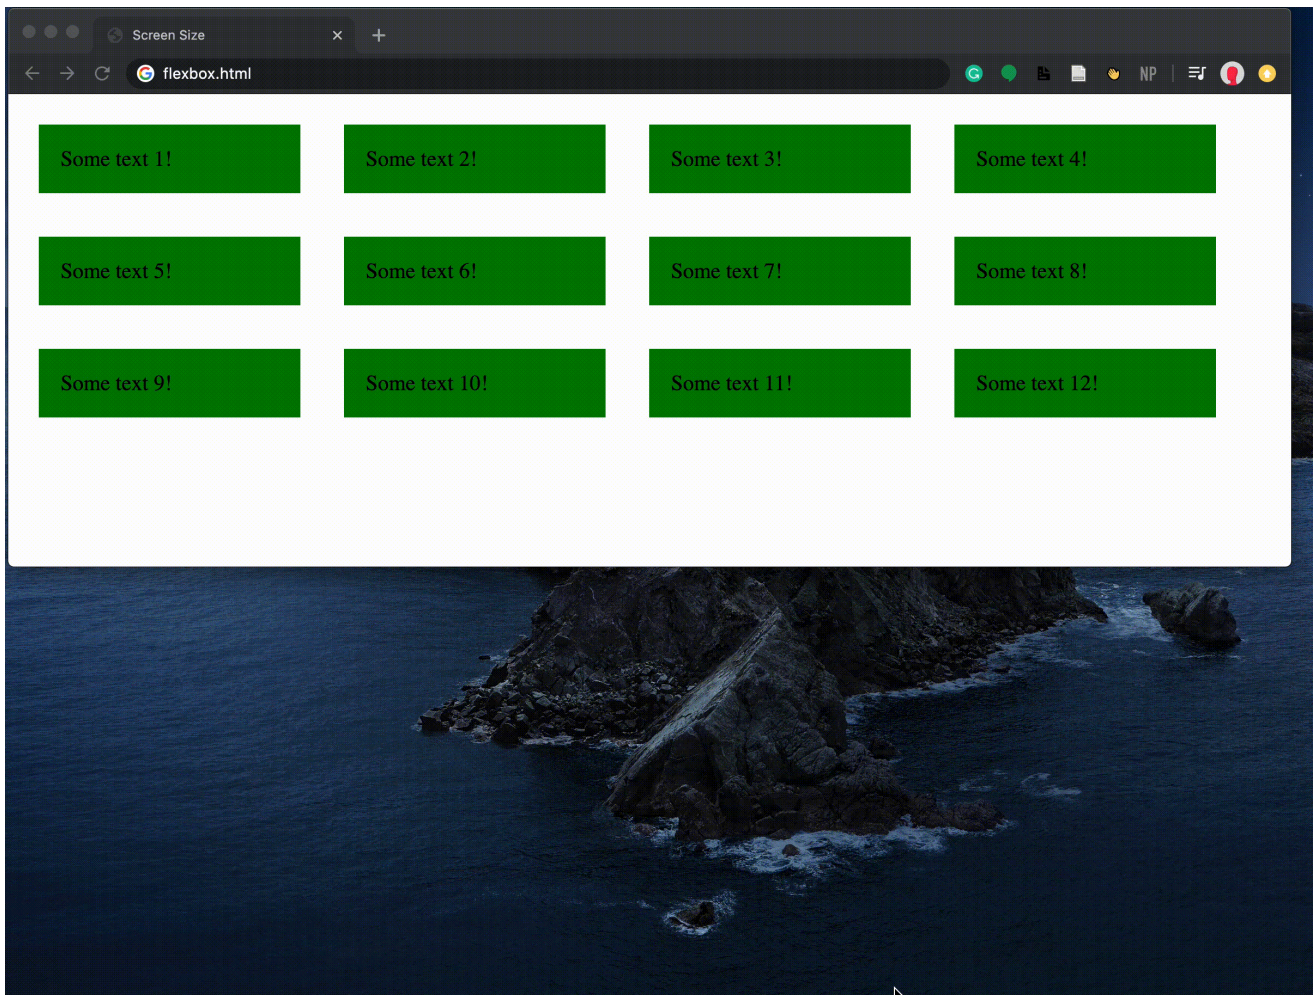 Screen Size
flexbox.html
NP
Some text 1! Some text 2! Some text 3! Some text 4!
Some text 5! Some text 6! Some text 7! Some text 8!
Some text 9! Some text 10! Some text 11! Some text 12!